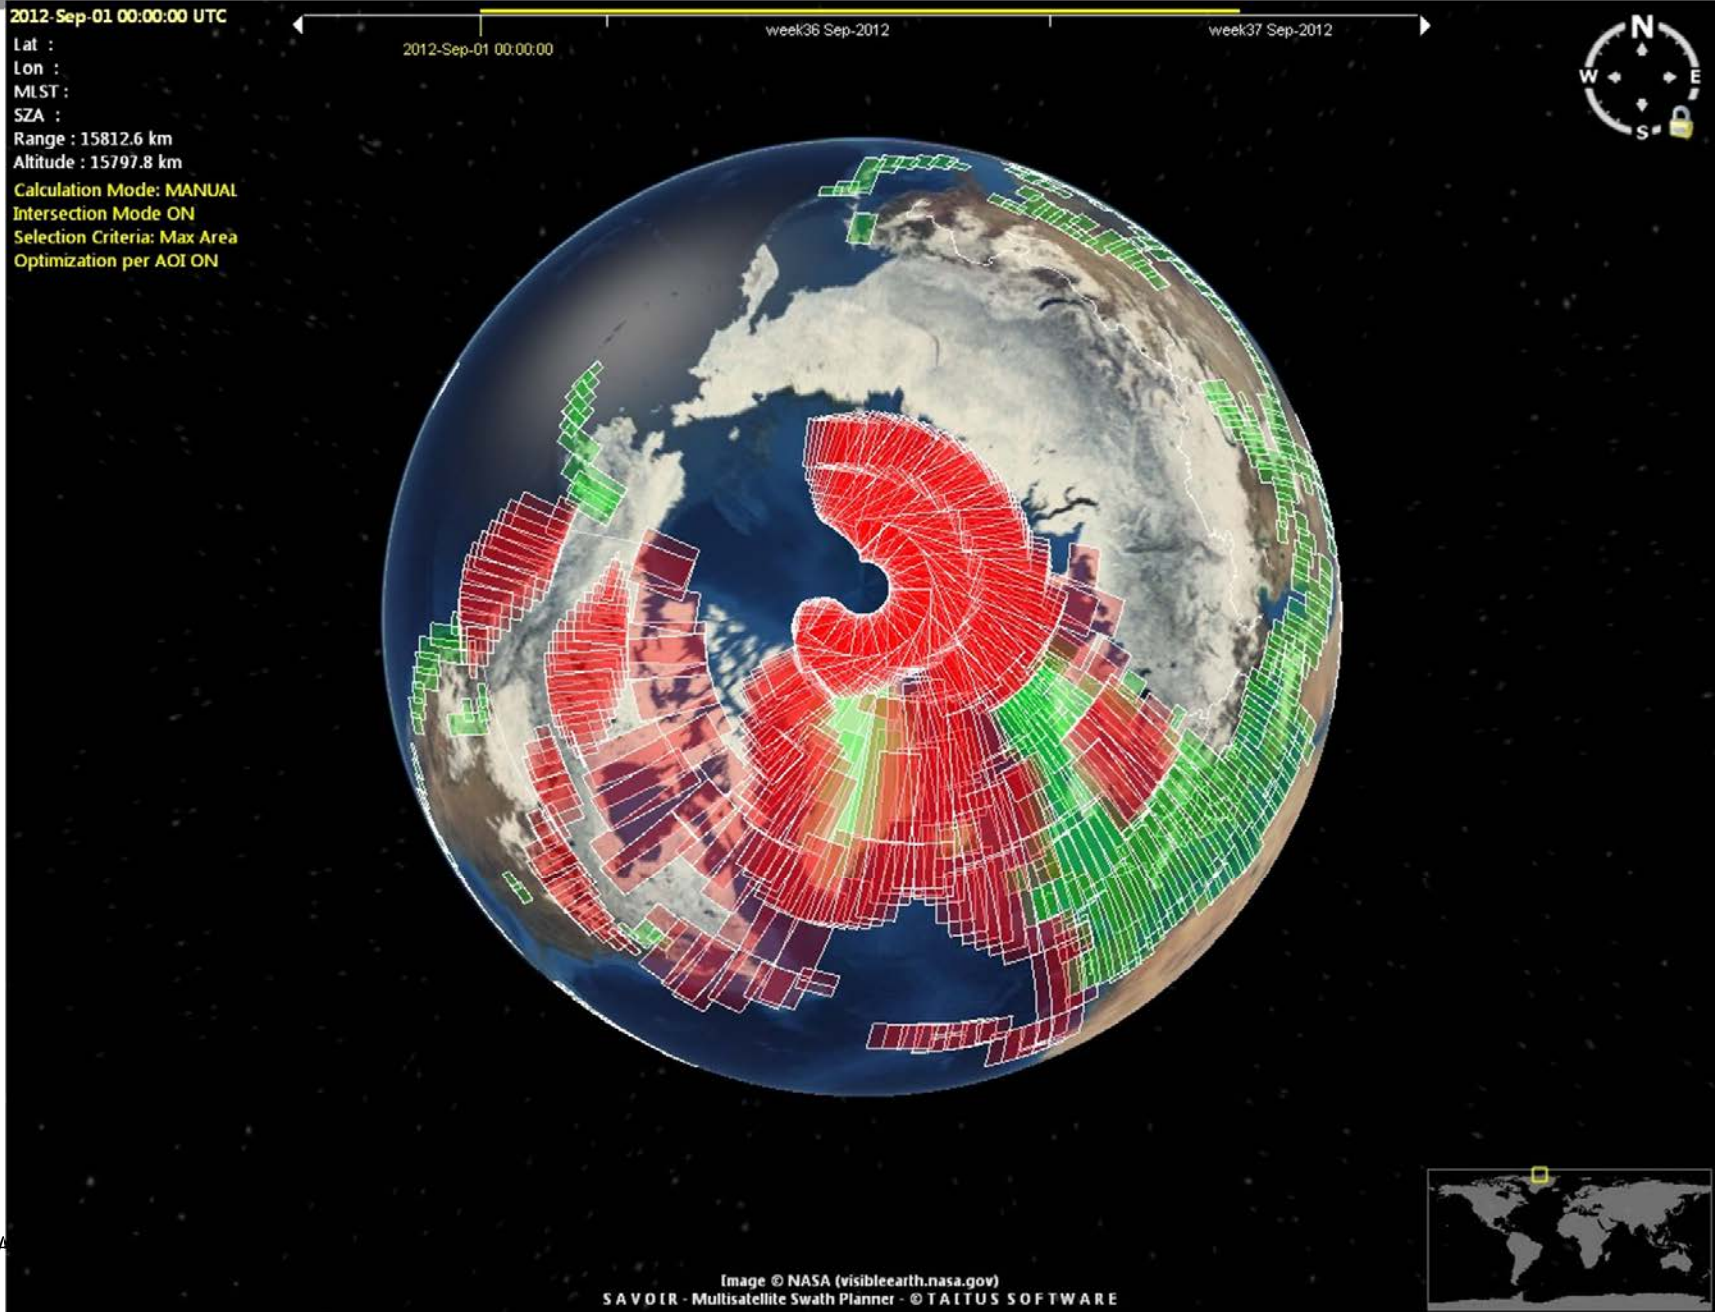 2012-Sep-01 00:00:00 UTC
Lat :
Lon :
MLST :
SZA :
Range : 15812.6 km
Altitude : 15797.8 km
Calculation Mode: MANUAL
Intersection Mode ON
Selection Criteria: Max Area
Optimization per AOI ON
2012-Sep-01 00:00:00
week36 Sep-2012
week37 Sep-2012
N
W
E
S
Image © NASA (visibleearth.nasa.gov)
SAVOIR - Multisatellite Swath Planner - © TAITUS SOFTWARE